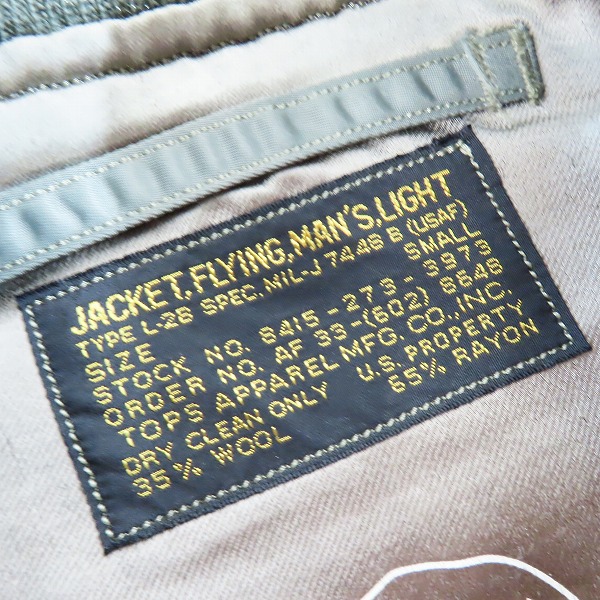 JACKET, FLYING, MAN'S, LIGHT
TYPE L-2B SPEC. MIL-J 7448 B (USAF)
SIZE SMALL
STOCK NO. 8415-273-3973
ORDER NO. AF 33-(602) 8648
TOPS APPAREL MFG. CO., INC.
DRY CLEAN ONLY U.S. PROPERTY
35% WOOL 65% RAYON